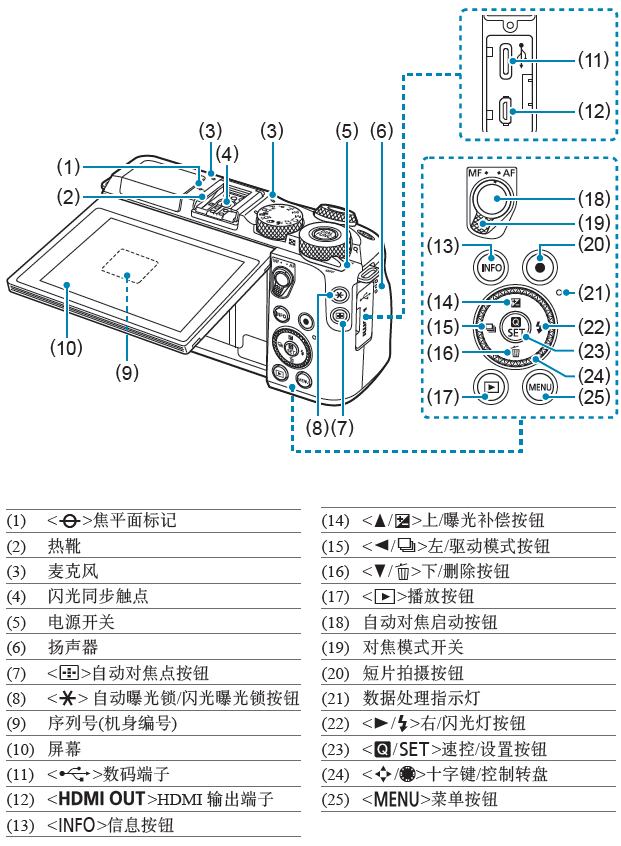 (11)
(12)
(3)
(3)
(5)
(6)
(4)
(1)
(2)
MF
AF
(18)
(19)
(13)
(20)
INFO
(14)
(21)
(15)
Q
SET
(22)
(16)
(23)
(24)
(17)
MENU
(25)
(10)
(9)
(8)
(7)
(1) < >焦平面标记
(2) 热靴
(3) 麦克风
(4) 闪光同步触点
(5) 电源开关
(6) 扬声器
(7) < >自动对焦点按钮
(8) < > 自动曝光锁/闪光曝光锁按钮
(9) 序列号(机身编号)
(10) 屏幕
(11) < >数码端子
(12) <HDMI OUT>HDMI 输出端子
(13) <INFO>信息按钮
(14) <▲/ >上/曝光补偿按钮
(15) <◀/ >左/驱动模式按钮
(16) <▼/ >下/删除按钮
(17) < >播放按钮
(18) 自动对焦启动按钮
(19) 对焦模式开关
(20) 短片拍摄按钮
(21) 数据处理指示灯
(22) <▶/ >右/闪光灯按钮
(23) <Q/SET>速控/设置按钮
(24) < / >十字键/控制转盘
(25) <MENU>菜单按钮